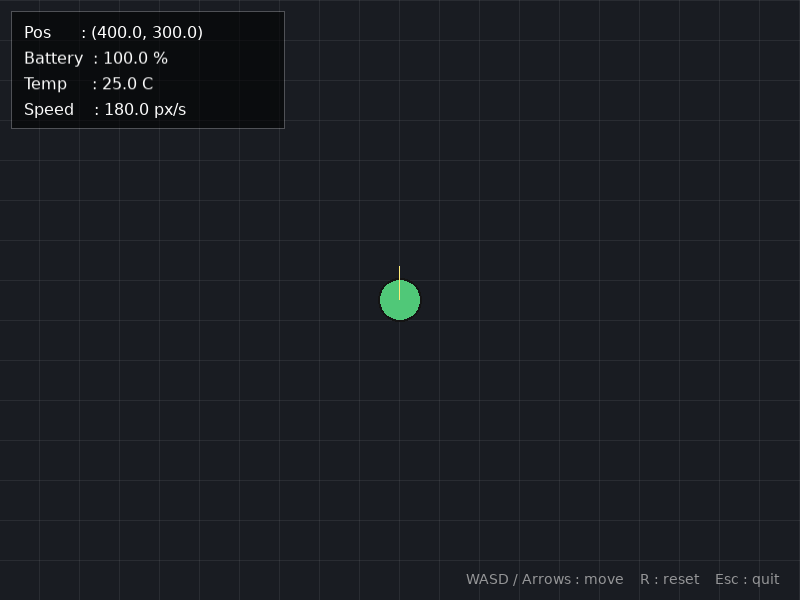 Pos : (400.0, 300.0)
Battery : 100.0 %
Temp : 25.0 C
Speed : 180.0 px/s
WASD / Arrows : move R : reset Esc : quit